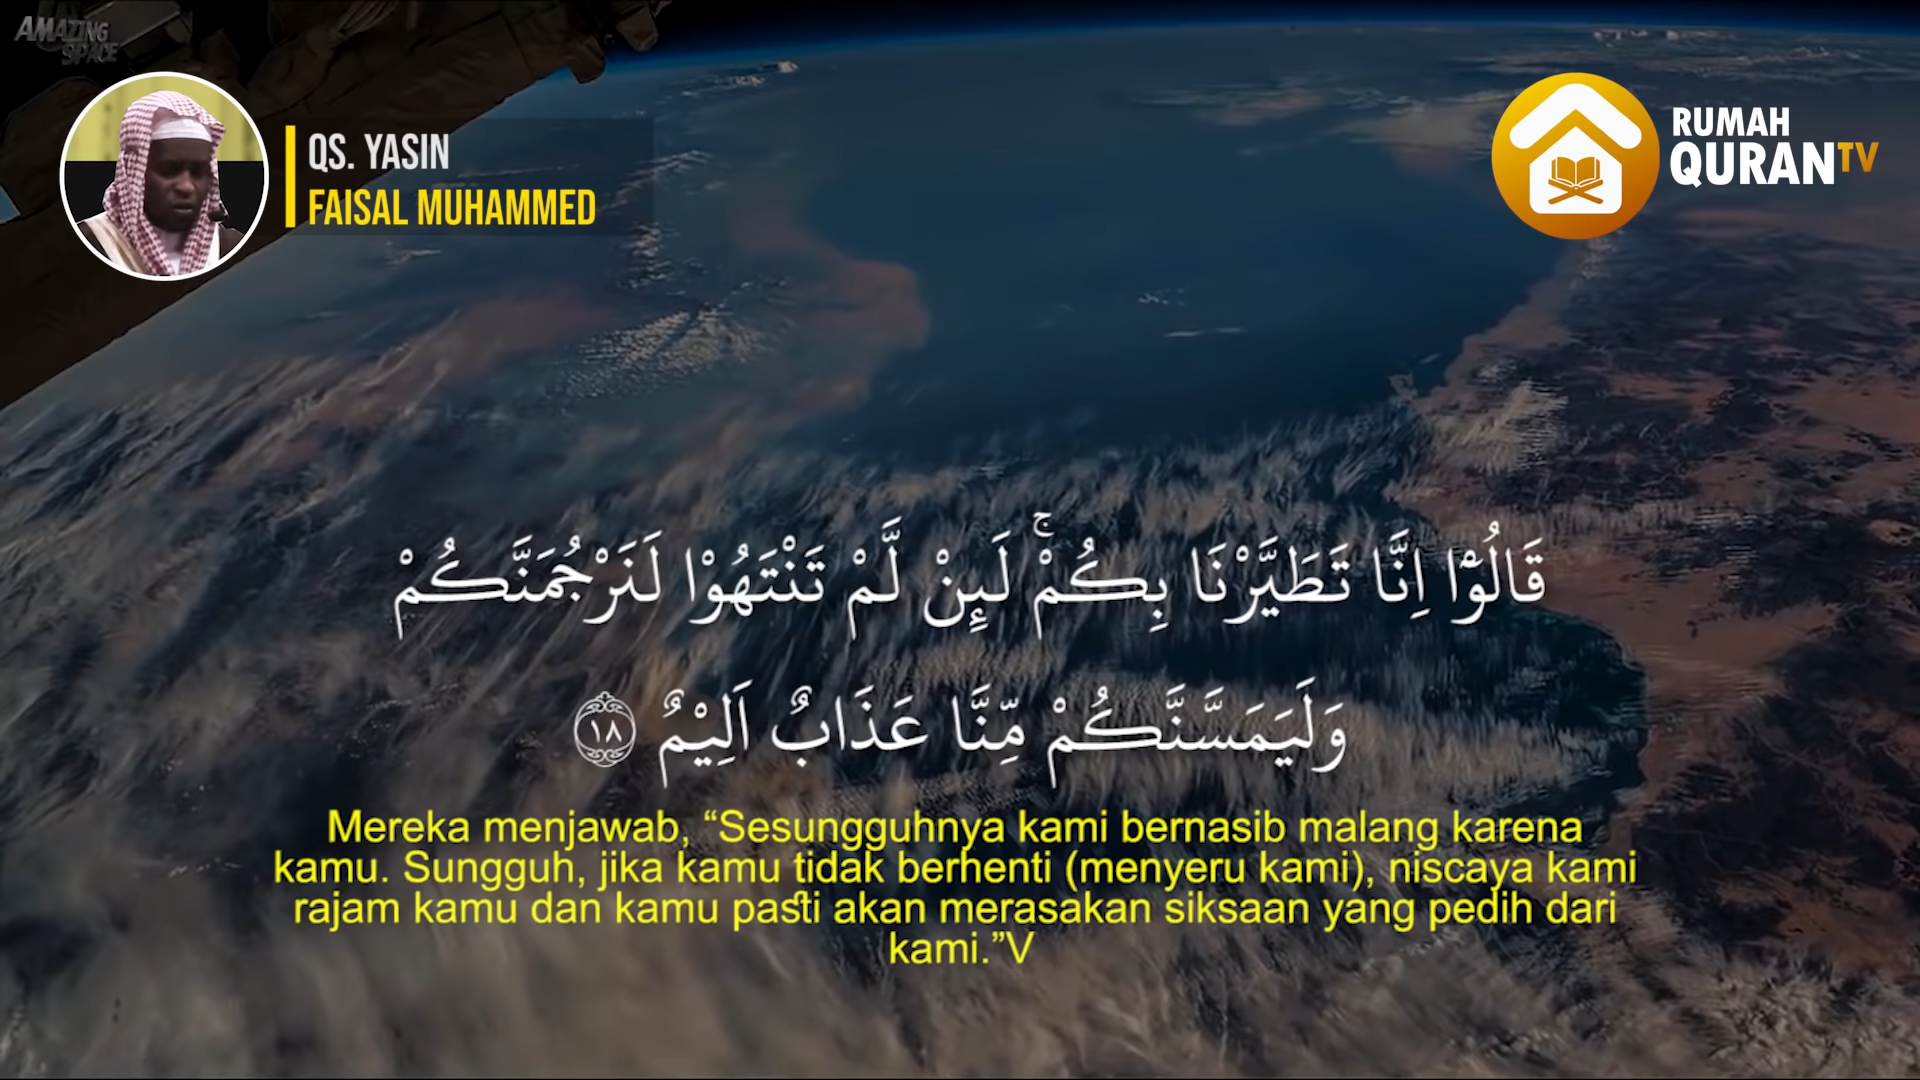 AMAZING
SPACE
QS. YASIN
FAISAL MUHAMMED
RUMAH
QURANTV
قَالُوْٓا اِنَّا تَطَيَّرْنَا بِكُمْۚ لَىِٕنْ لَّمْ تَنْتَهُوْا لَنَرْجُمَنَّكُمْ
وَلَيَمَسَّنَّكُمْ مِّنَّا عَذَابٌ اَلِيْمٌ ١٨
Mereka menjawab, “Sesungguhnya kami bernasib malang karena
kamu. Sungguh, jika kamu tidak berhenti (menyeru kami), niscaya kami
rajam kamu dan kamu pasti akan merasakan siksaan yang pedih dari
kami.”V